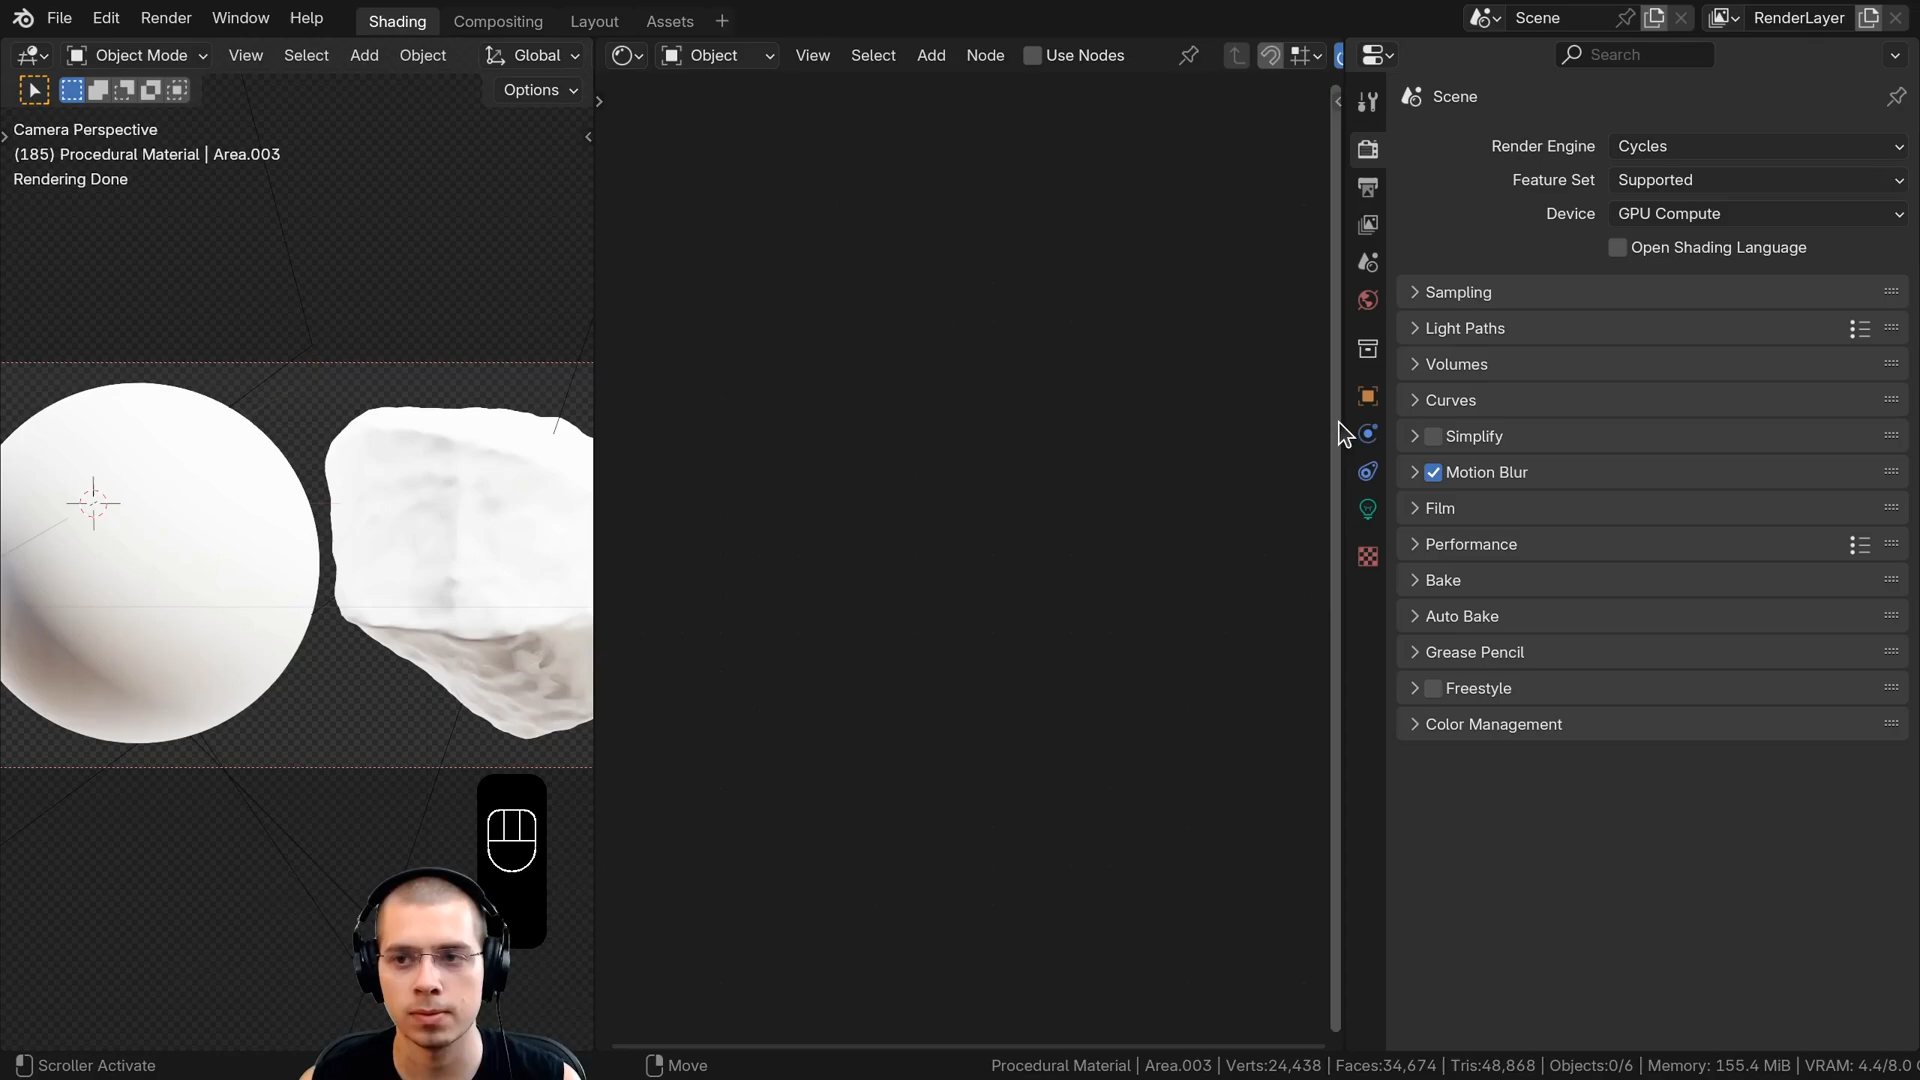 File Edit Render Window Help Shading Compositing Layout Assets + Scene RenderLayer
Object Mode View Select Add Object Global Object View Select Add Node Use Nodes Search
Options
Camera Perspective
(185) Procedural Material | Area.003
Rendering Done
Scene
Render Engine Cycles
Feature Set Supported
Device GPU Compute
Open Shading Language
Sampling
Light Paths
Volumes
Curves
Simplify
Motion Blur
Film
Performance
Bake
Auto Bake
Grease Pencil
Freestyle
Color Management
Scroller Activate Move Procedural Material | Area.003 | Verts:24,438 | Faces:34,674 | Tris:48,868 | Objects:0/6 | Memory: 155.4 MiB | VRAM: 4.4/8.0